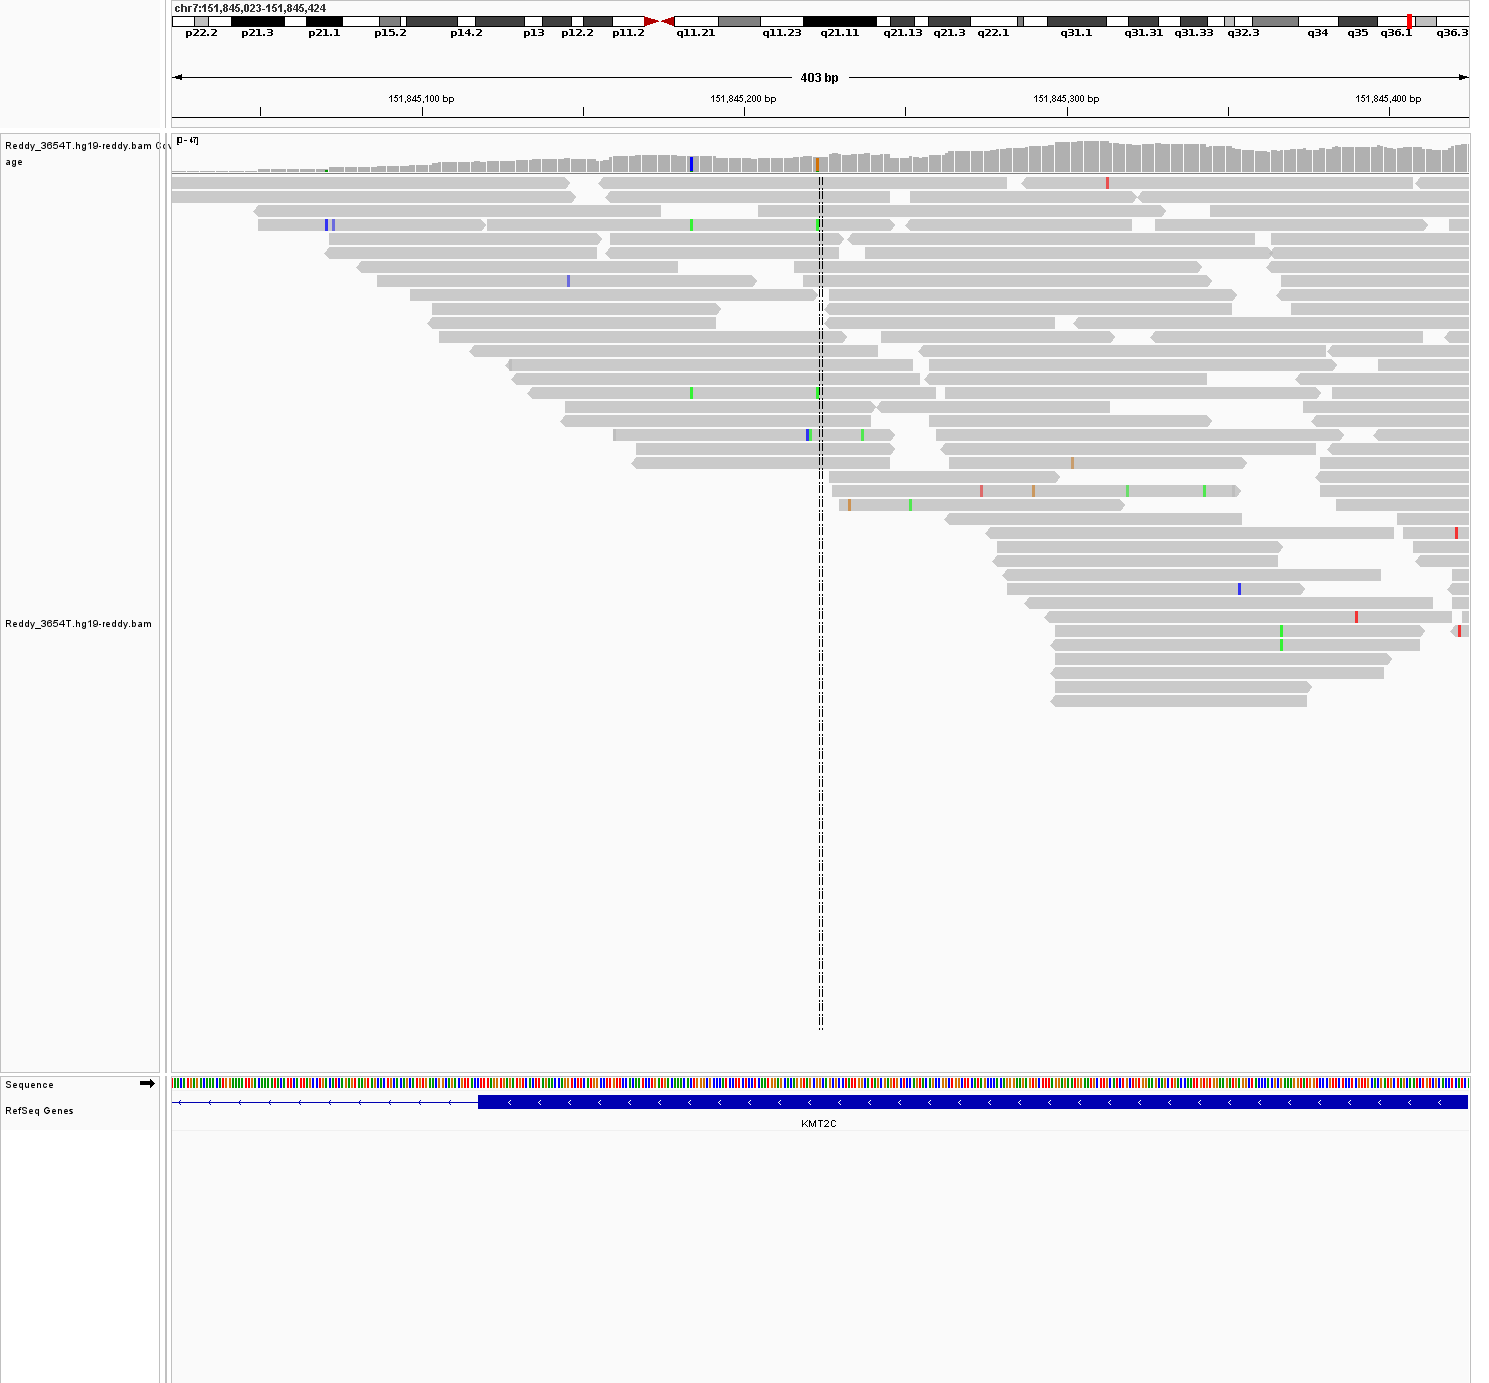 chr7:151,845,023-151,845,424
p22.2 p21.3 p21.1 p15.2 p14.2 p13 p12.2 p11.2 q11.21 q11.23 q21.11 q21.13 q21.3 q22.1 q31.1 q31.31 q31.33 q32.3 q34 q35 q36.1 q36.3
403 bp
151,845,100 bp 151,845,200 bp 151,845,300 bp 151,845,400 bp
[0 - 47]
Reddy_3654T.hg19-reddy.bam Cov
age
Reddy_3654T.hg19-reddy.bam
Sequence
RefSeq Genes
KMT2C